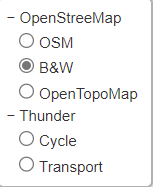 − OpenStreeMap
OSM
B&W
OpenTopoMap
− Thunder
Cycle
Transport